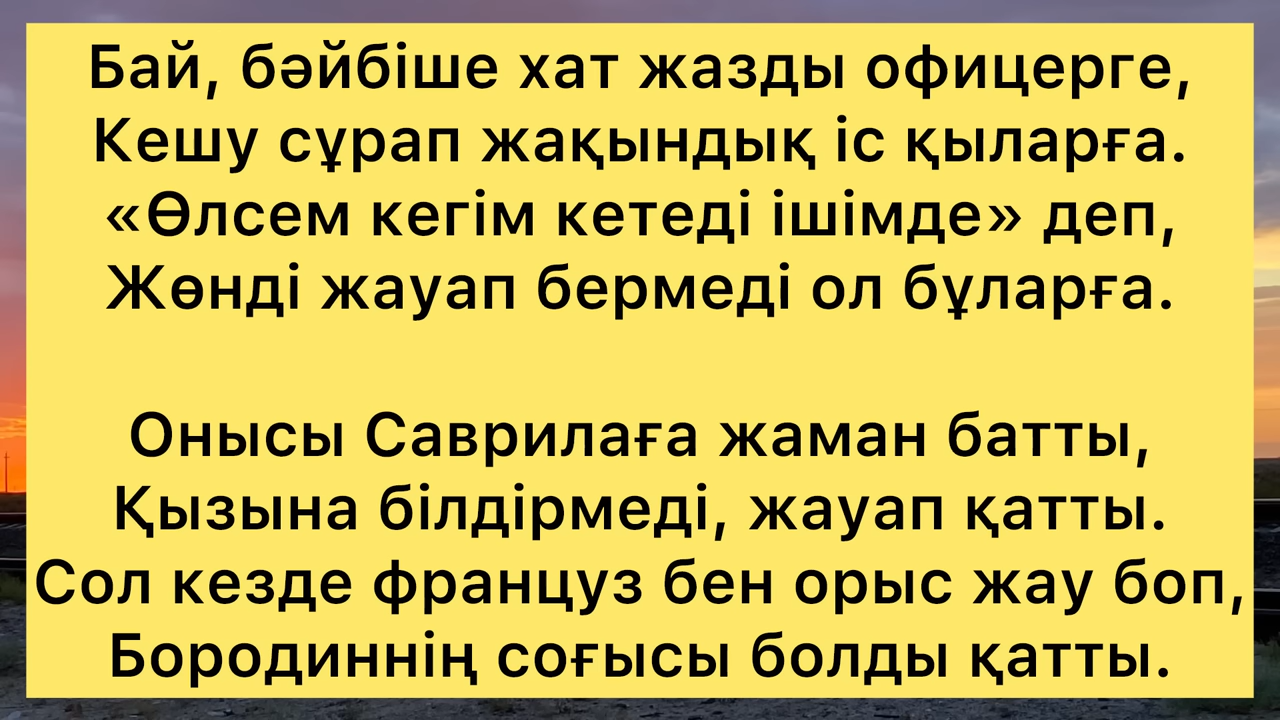 Бай, бәйбіше хат жазды офицерге,
Кешу сұрап жақындық іс қыларға.
«Өлсем кегім кетеді ішімде» деп,
Жөнді жауап бермеді ол бұларға.
Онысы Саврилаға жаман батты,
Қызына білдірмеді, жауап қатты.
Сол кезде француз бен орыс жау боп,
Бородиннің соғысы болды қатты.